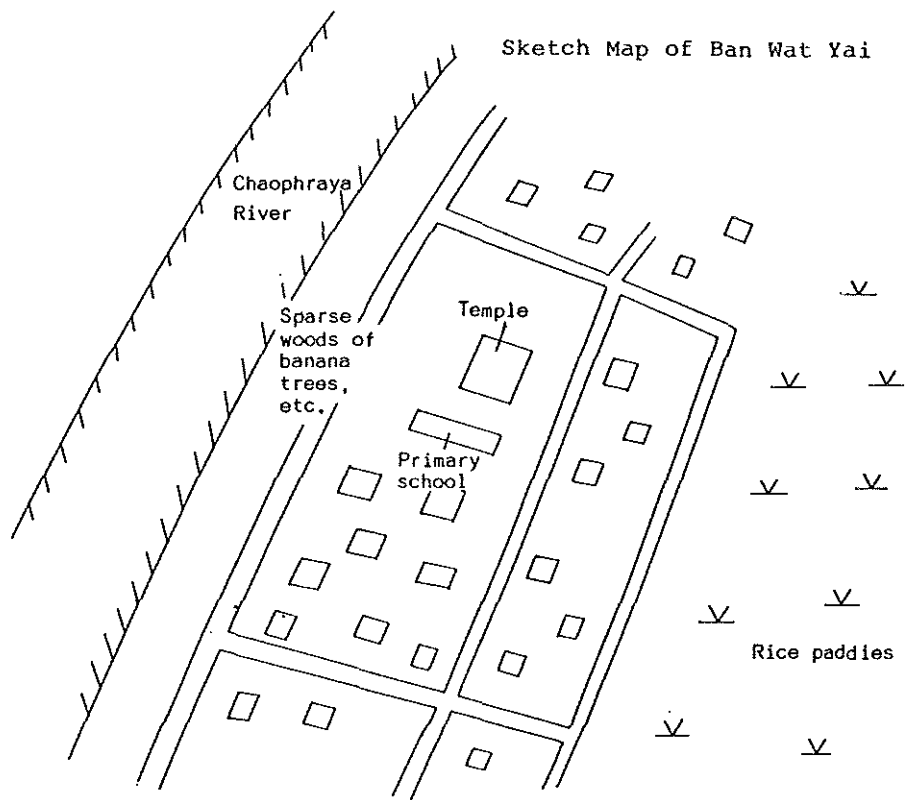 Sketch Map of Ban Wat Yai
Chaophraya
River
Temple
Sparse
woods of
banana
trees,
etc.
Primary
school
Rice paddies